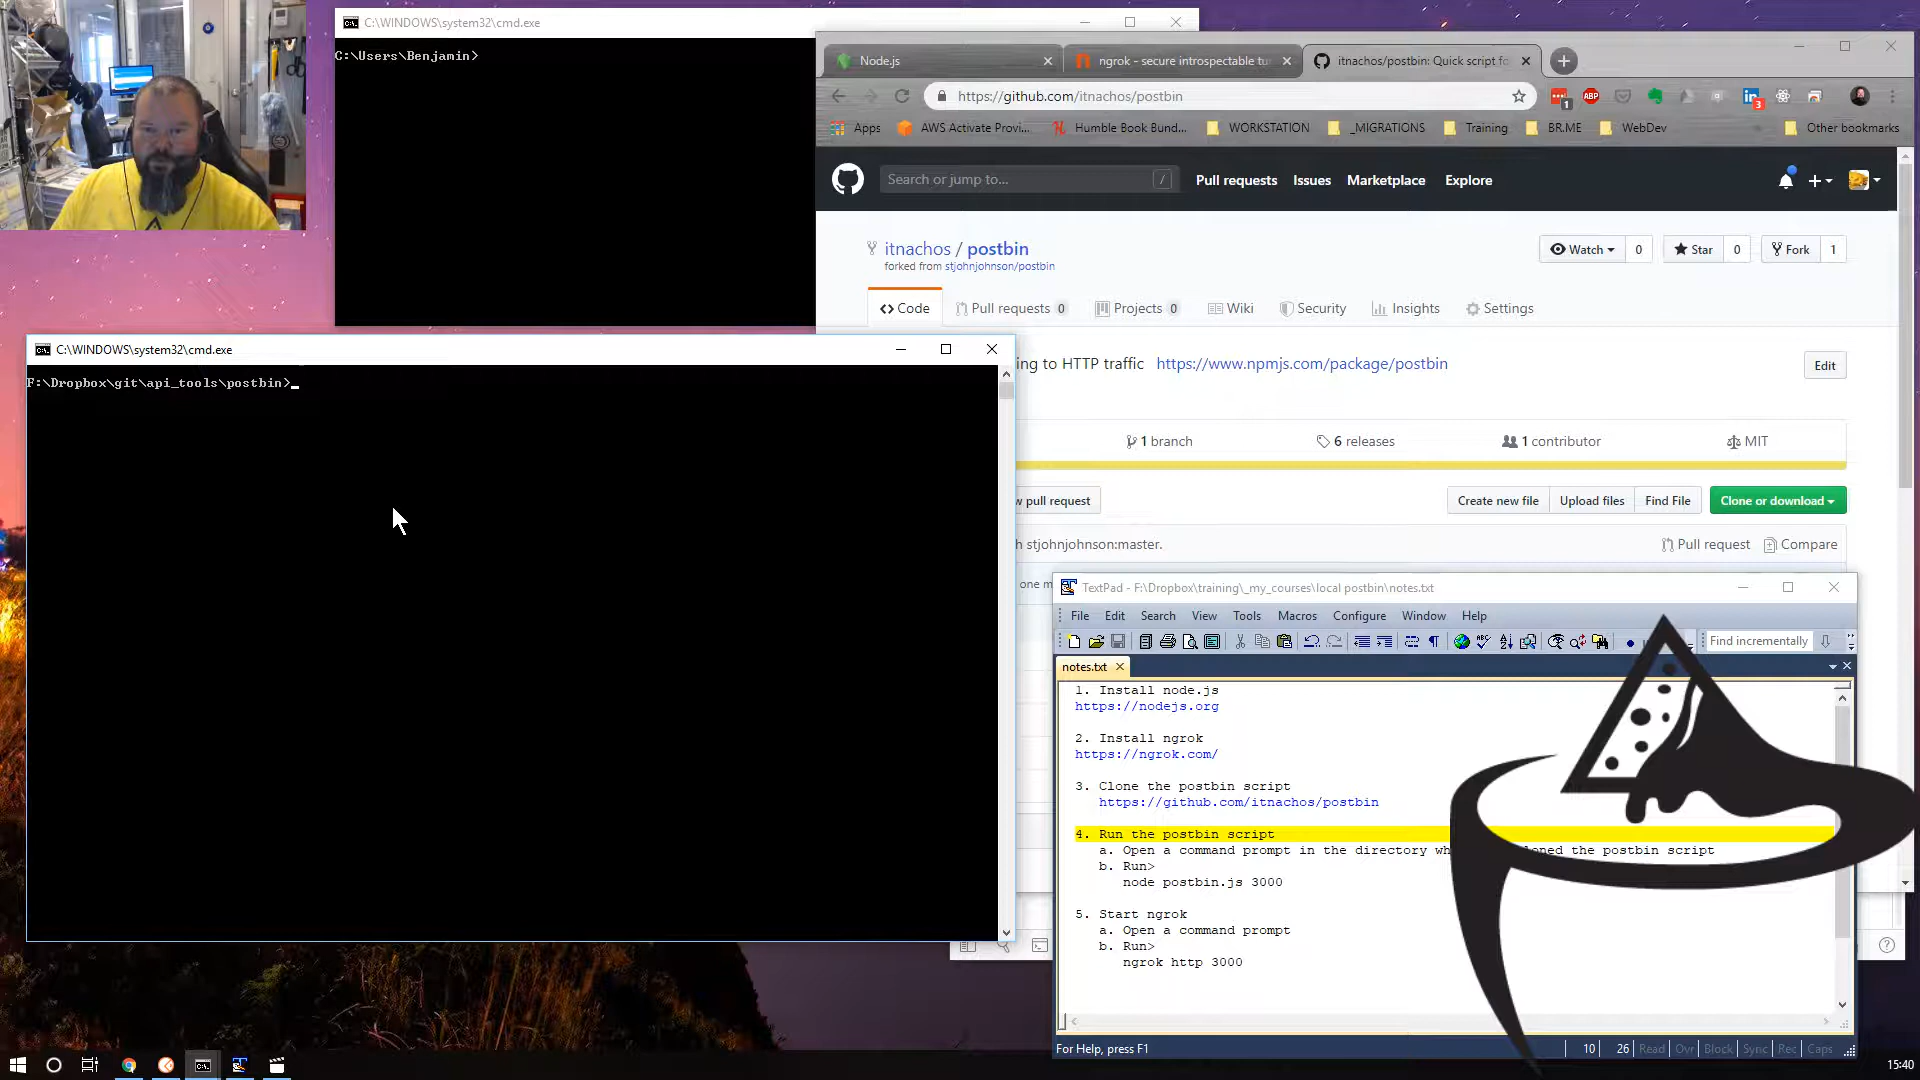 C:\WINDOWS\system32\cmd.exe
C:\Users\Benjamin>
Node.js
ngrok - secure introspectable tu
itnachos/postbin: Quick script fo
https://github.com/itnachos/postbin
1
ABP
3
Apps
AWS Activate Provi...
Humble Book Bund...
WORKSTATION
_MIGRATIONS
Training
BR.ME
WebDev
Other bookmarks
Search or jump to...
/
Pull requests
Issues
Marketplace
Explore
itnachos / postbin
forked from stjohnjohnson/postbin
Watch 0
Star 0
Fork 1
Code
Pull requests 0
Projects 0
Wiki
Security
Insights
Settings
ing to HTTP traffic https://www.npmjs.com/package/postbin
Edit
1 branch
6 releases
1 contributor
MIT
pull request
Create new file
Upload files
Find File
Clone or download
h stjohnjohnson:master.
Pull request
Compare
one m
C:\WINDOWS\system32\cmd.exe
F:\Dropbox\git\api_tools\postbin>_
TextPad - F:\Dropbox\training\_my_courses\local postbin\notes.txt
File Edit Search View Tools Macros Configure Window Help
Find incrementally
notes.txt
1. Install node.js
https://nodejs.org
2. Install ngrok
https://ngrok.com/
3. Clone the postbin script
https://github.com/itnachos/postbin
4. Run the postbin script
a. Open a command prompt in the directory wh oned the postbin script
b. Run>
node postbin.js 3000
5. Start ngrok
a. Open a command prompt
b. Run>
ngrok http 3000
For Help, press F1
10 26 Read Ovr Block Sync Rec Caps
15:40